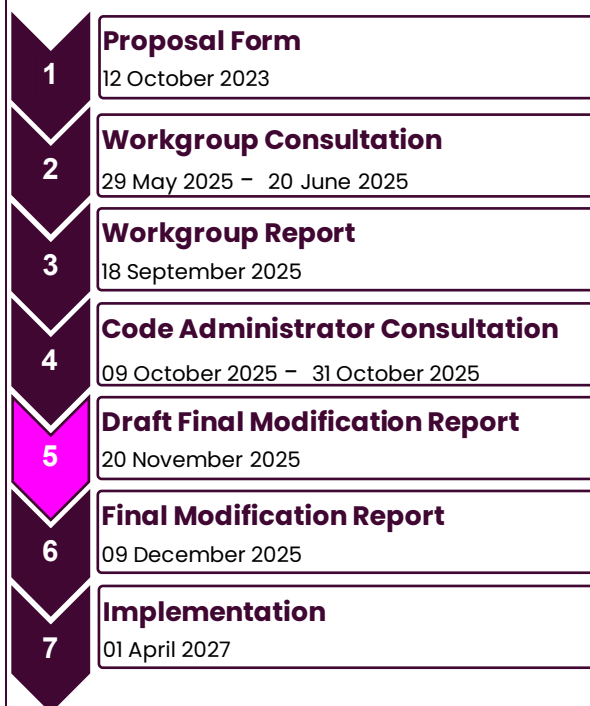 1
Proposal Form
12 October 2023
2
Workgroup Consultation
29 May 2025 – 20 June 2025
3
Workgroup Report
18 September 2025
4
Code Administrator Consultation
09 October 2025 – 31 October 2025
5
Draft Final Modification Report
20 November 2025
6
Final Modification Report
09 December 2025
7
Implementation
01 April 2027